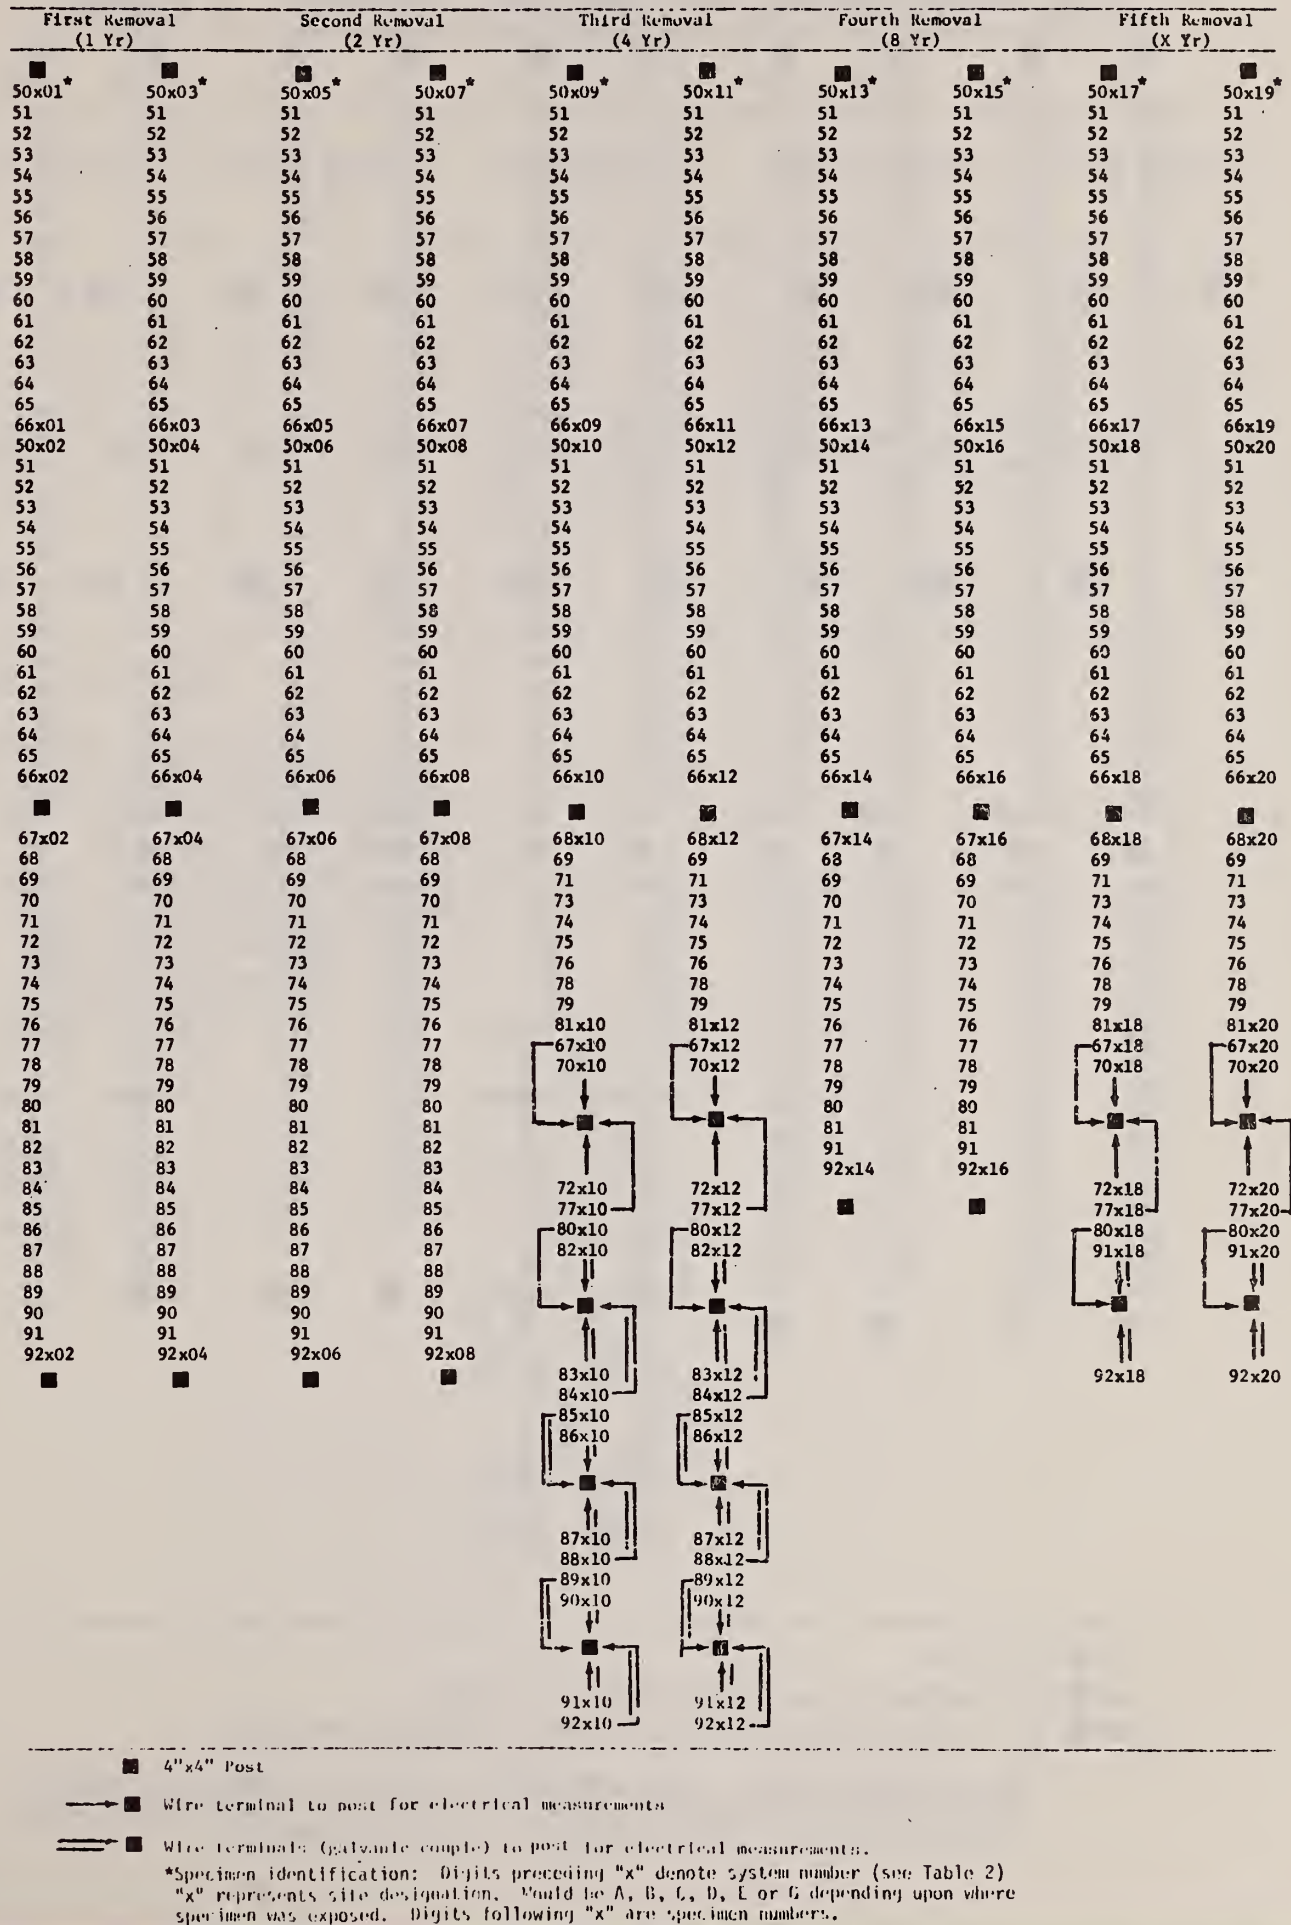 First Removal Second Removal Third Removal Fourth Removal Fifth Removal
(1 Yr) (2 Yr) (4 Yr) (8 Yr) (X Yr)
50x01* 50x03* 50x05* 50x07* 50x09* 50x11* 50x13* 50x15* 50x17* 50x19*
51 51 51 51 51 51 51 51 51 51
52 52 52 52 52 52 52 52 52 52
53 53 53 53 53 53 53 53 53 53
54 54 54 54 54 54 54 54 54 54
55 55 55 55 55 55 55 55 55 55
56 56 56 56 56 56 56 56 56 56
57 57 57 57 57 57 57 57 57 57
58 58 58 58 58 58 58 58 58 58
59 59 59 59 59 59 59 59 59 59
60 60 60 60 60 60 60 60 60 60
61 61 61 61 61 61 61 61 61 61
62 62 62 62 62 62 62 62 62 62
63 63 63 63 63 63 63 63 63 63
64 64 64 64 64 64 64 64 64 64
65 65 65 65 65 65 65 65 65 65
66x01 66x03 66x05 66x07 66x09 66x11 66x13 66x15 66x17 66x19
50x02 50x04 50x06 50x08 50x10 50x12 50x14 50x16 50x18 50x20
51 51 51 51 51 51 51 51 51 51
52 52 52 52 52 52 52 52 52 52
53 53 53 53 53 53 53 53 53 53
54 54 54 54 54 54 54 54 54 54
55 55 55 55 55 55 55 55 55 55
56 56 56 56 56 56 56 56 56 56
57 57 57 57 57 57 57 57 57 57
58 58 58 58 58 58 58 58 58 58
59 59 59 59 59 59 59 59 59 59
60 60 60 60 60 60 60 60 60 60
61 61 61 61 61 61 61 61 61 61
62 62 62 62 62 62 62 62 62 62
63 63 63 63 63 63 63 63 63 63
64 64 64 64 64 64 64 64 64 64
65 65 65 65 65 65 65 65 65 65
66x02 66x04 66x06 66x08 66x10 66x12 66x14 66x16 66x18 66x20
67x02 67x04 67x06 67x08 68x10 68x12 67x14 67x16 68x18 68x20
68 68 68 68 69 69 68 68 69 69
69 69 69 69 71 71 69 69 71 71
70 70 70 70 73 73 70 70 73 73
71 71 71 71 74 74 71 71 74 74
72 72 72 72 75 75 72 72 75 75
73 73 73 73 76 76 73 73 76 76
74 74 74 74 78 78 74 74 78 78
75 75 75 75 79 79 75 75 79 79
76 76 76 76 81x10 81x12 76 76 81x18 81x20
77 77 77 77 67x10 67x12 77 77 67x18 67x20
78 78 78 78 70x10 70x12 78 78 70x18 70x20
79 79 79 79 79 79
80 80 80 80 80 80
81 81 81 81 81 81
82 82 82 82 91 91
83 83 83 83 92x14 92x16
84 84 84 84 72x10 72x12 72x18 72x20
85 85 85 85 77x10 77x12 77x18 77x20
86 86 86 86 80x10 80x12 80x18 80x20
87 87 87 87 82x10 82x12 91x18 91x20
88 88 88 88
89 89 89 89
90 90 90 90
91 91 91 91
92x02 92x04 92x06 92x08
83x10 83x12 92x18 92x20
84x10 84x12
85x10 85x12
86x10 86x12
87x10 87x12
88x10 88x12
89x10 89x12
90x10 90x12
91x10 91x12
92x10 92x12
4"x4" Post
Wire terminal to post for electrical measurements
Wire terminals (galvanic couple) to post for electrical measurements.
*Specimen identification: Digits preceding "x" denote system number (see Table 2)
"x" represents site designation. Would be A, B, C, D, E or G depending upon where
specimen was exposed. Digits following "x" are specimen numbers.